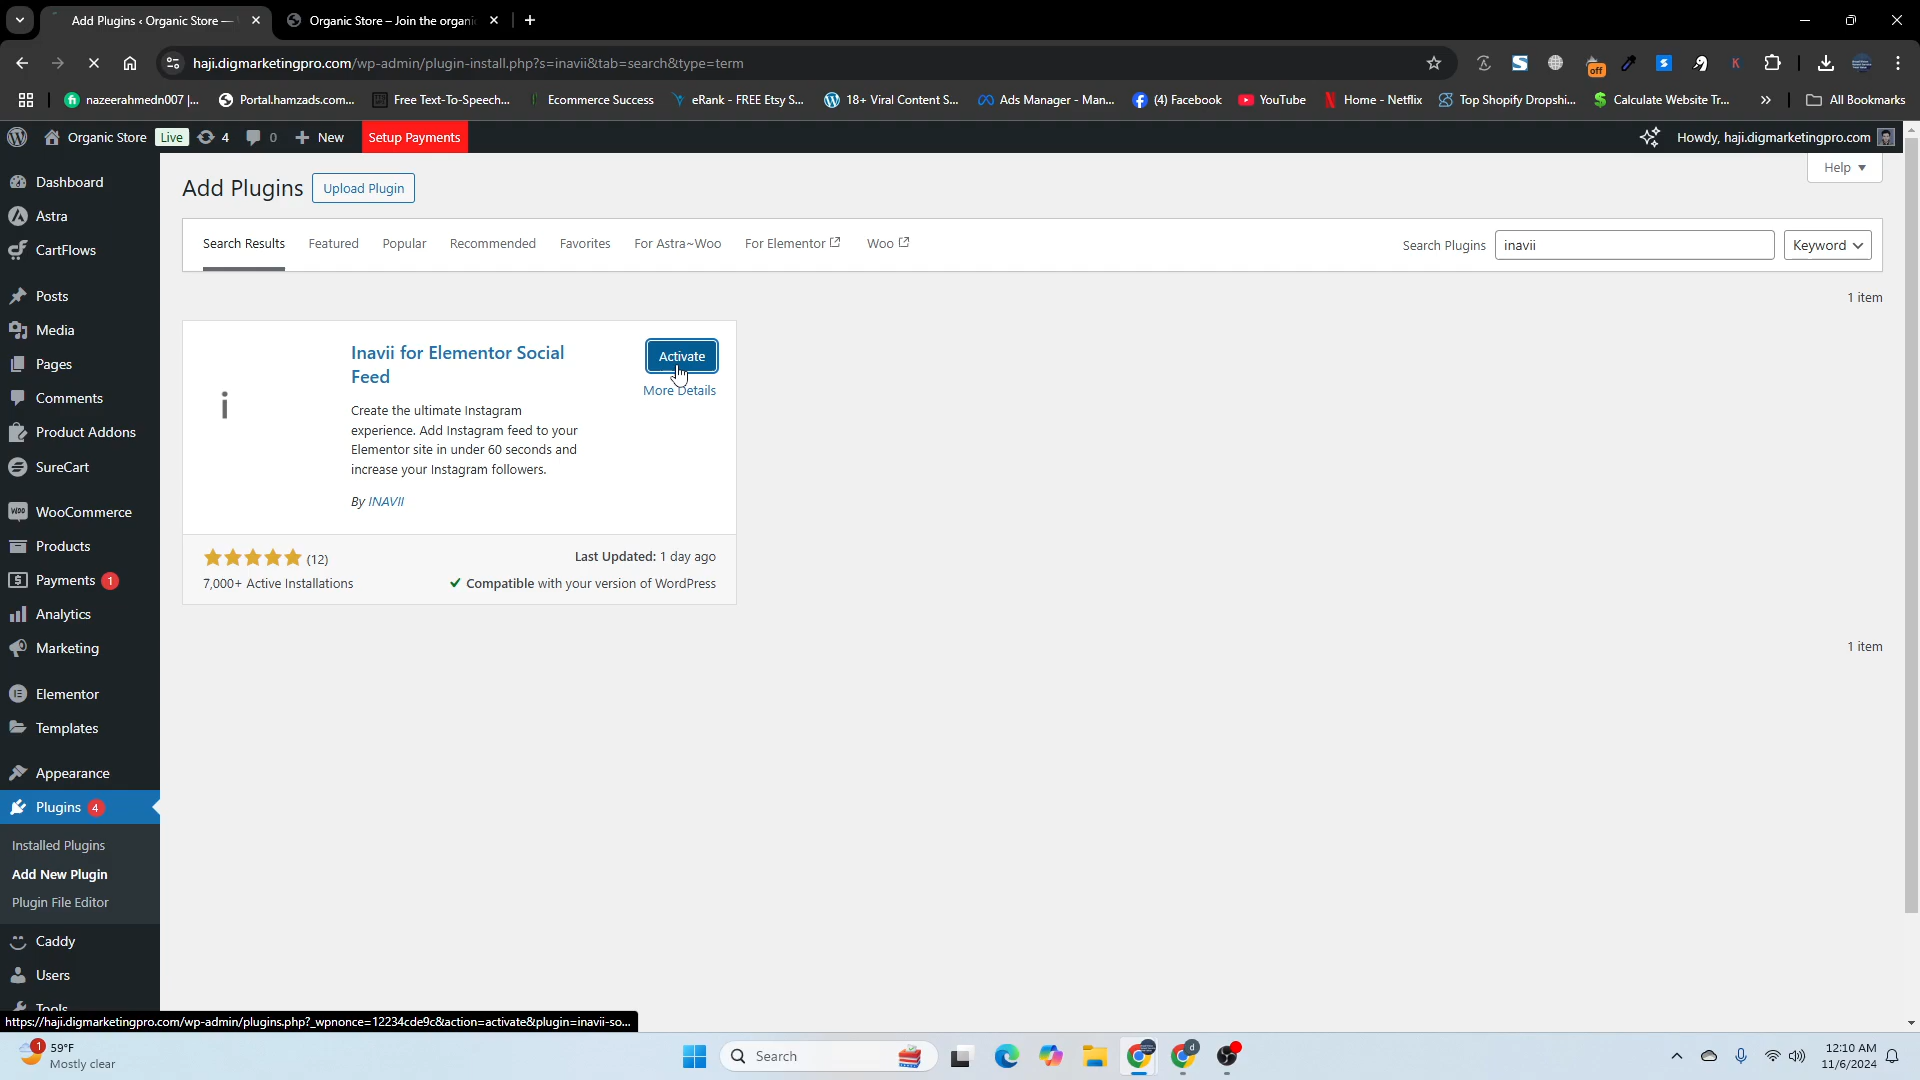 Add Plugins ‹ Organic Store —
Organic Store – Join the organi
haji.digmarketingpro.com/wp-admin/plugin-install.php?s=inavii&tab=search&type=term
off
nazeerahmedn007 |...
Portal.hamzads.com...
Free Text-To-Speech...
Ecommerce Success
eRank - FREE Etsy S...
18+ Viral Content S...
Ads Manager - Man...
(4) Facebook
YouTube
Home - Netflix
Top Shopify Dropshi...
Calculate Website Tr...
All Bookmarks
Organic Store
Live
4
0
New
Setup Payments
Howdy, haji.digmarketingpro.com
Dashboard
Astra
CartFlows
Posts
Media
Pages
Comments
Product Addons
SureCart
WooCommerce
Products
Payments 1
Analytics
Marketing
Elementor
Templates
Appearance
Plugins 4
Installed Plugins
Add New Plugin
Plugin File Editor
Caddy
Users
Tools
Help
Add Plugins
Upload Plugin
Search Results
Featured
Popular
Recommended
Favorites
For Astra~Woo
For Elementor
Woo
Search Plugins
inavii
Keyword
1 item
i
Inavii for Elementor Social
Feed
Activate
More Details
Create the ultimate Instagram
experience. Add Instagram feed to your
Elementor site in under 60 seconds and
increase your Instagram followers.
By INAVII
(12)
7,000+ Active Installations
Last Updated: 1 day ago
Compatible with your version of WordPress
1 item
https://haji.digmarketingpro.com/wp-admin/plugins.php?_wpnonce=12234cde9c&action=activate&plugin=inavii-so...
1
59°F
Mostly clear
Search
12:10 AM
11/6/2024